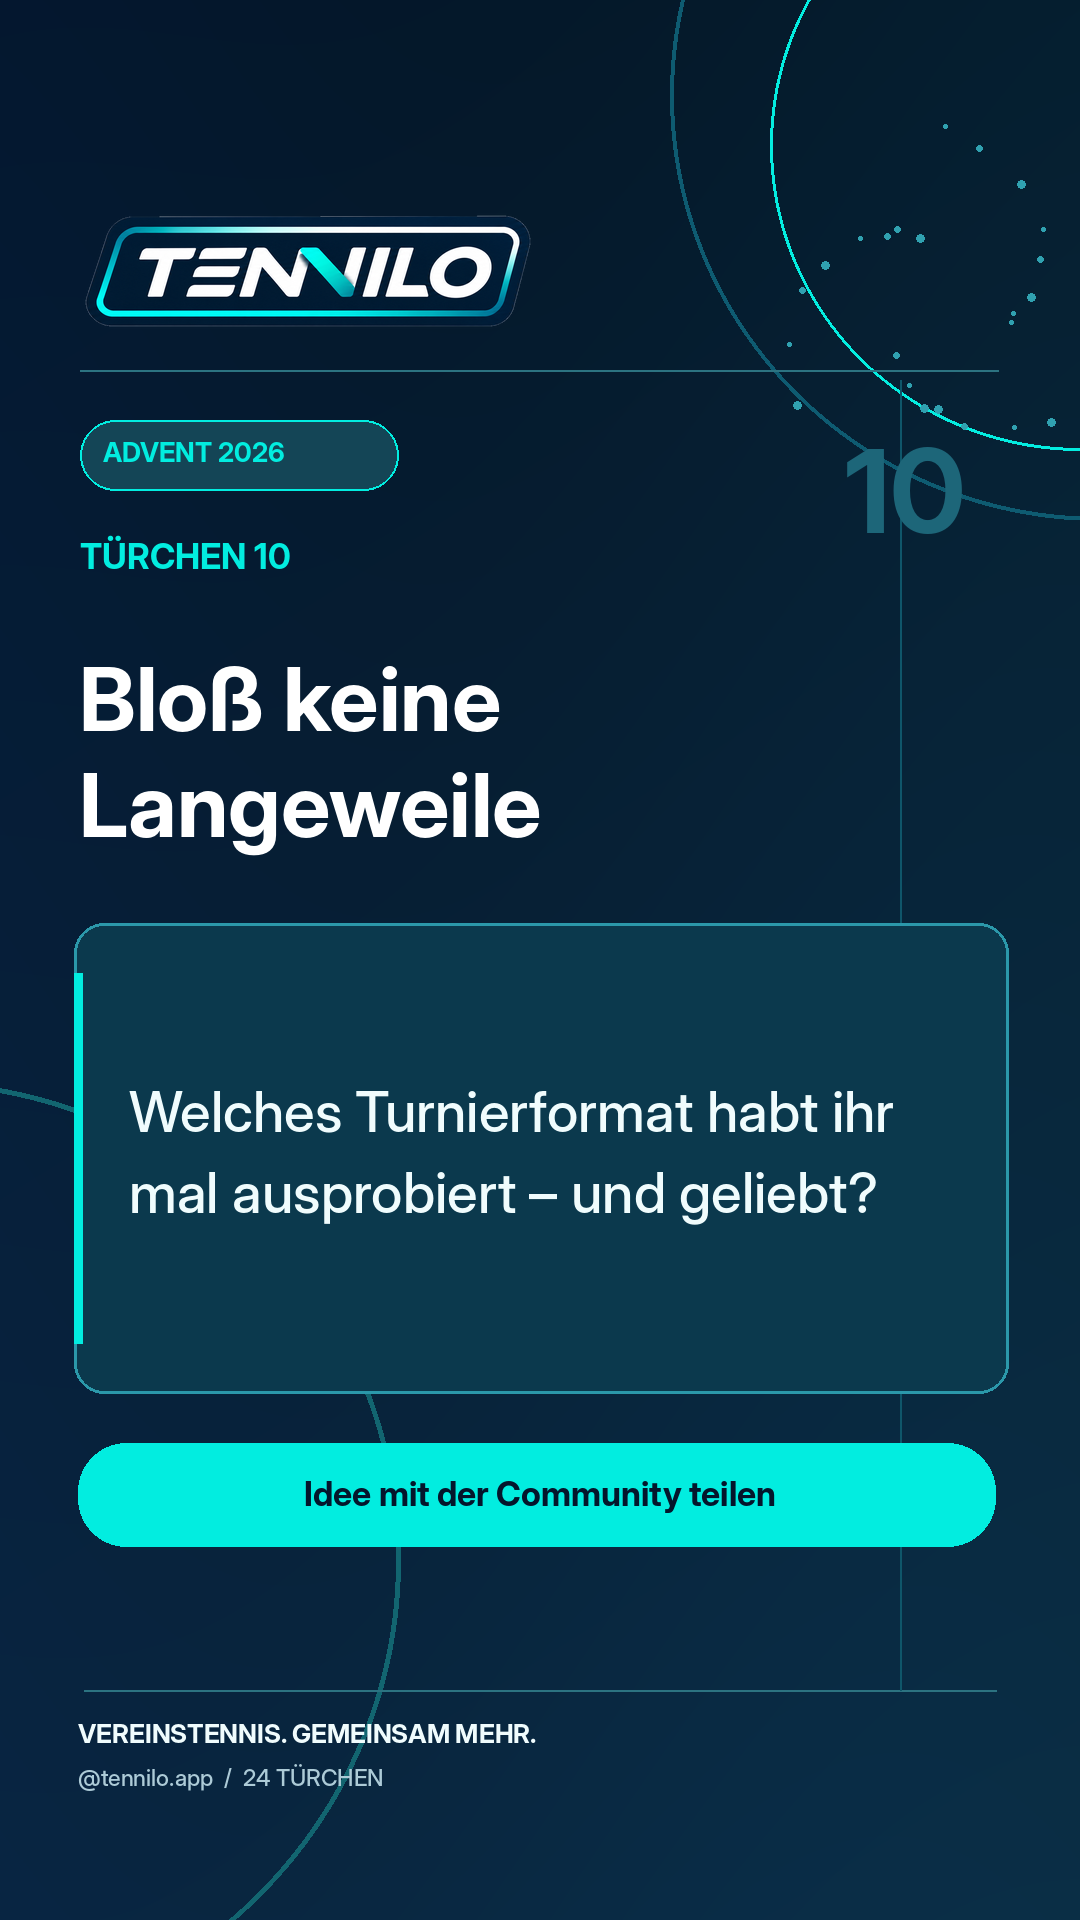 TENNILO
ADVENT 2026
10
TÜRCHEN 10
Bloß keine
Langeweile
Welches Turnierformat habt ihr
mal ausprobiert – und geliebt?
Idee mit der Community teilen
VEREINSTENNIS. GEMEINSAM MEHR.
@tennilo.app / 24 TÜRCHEN